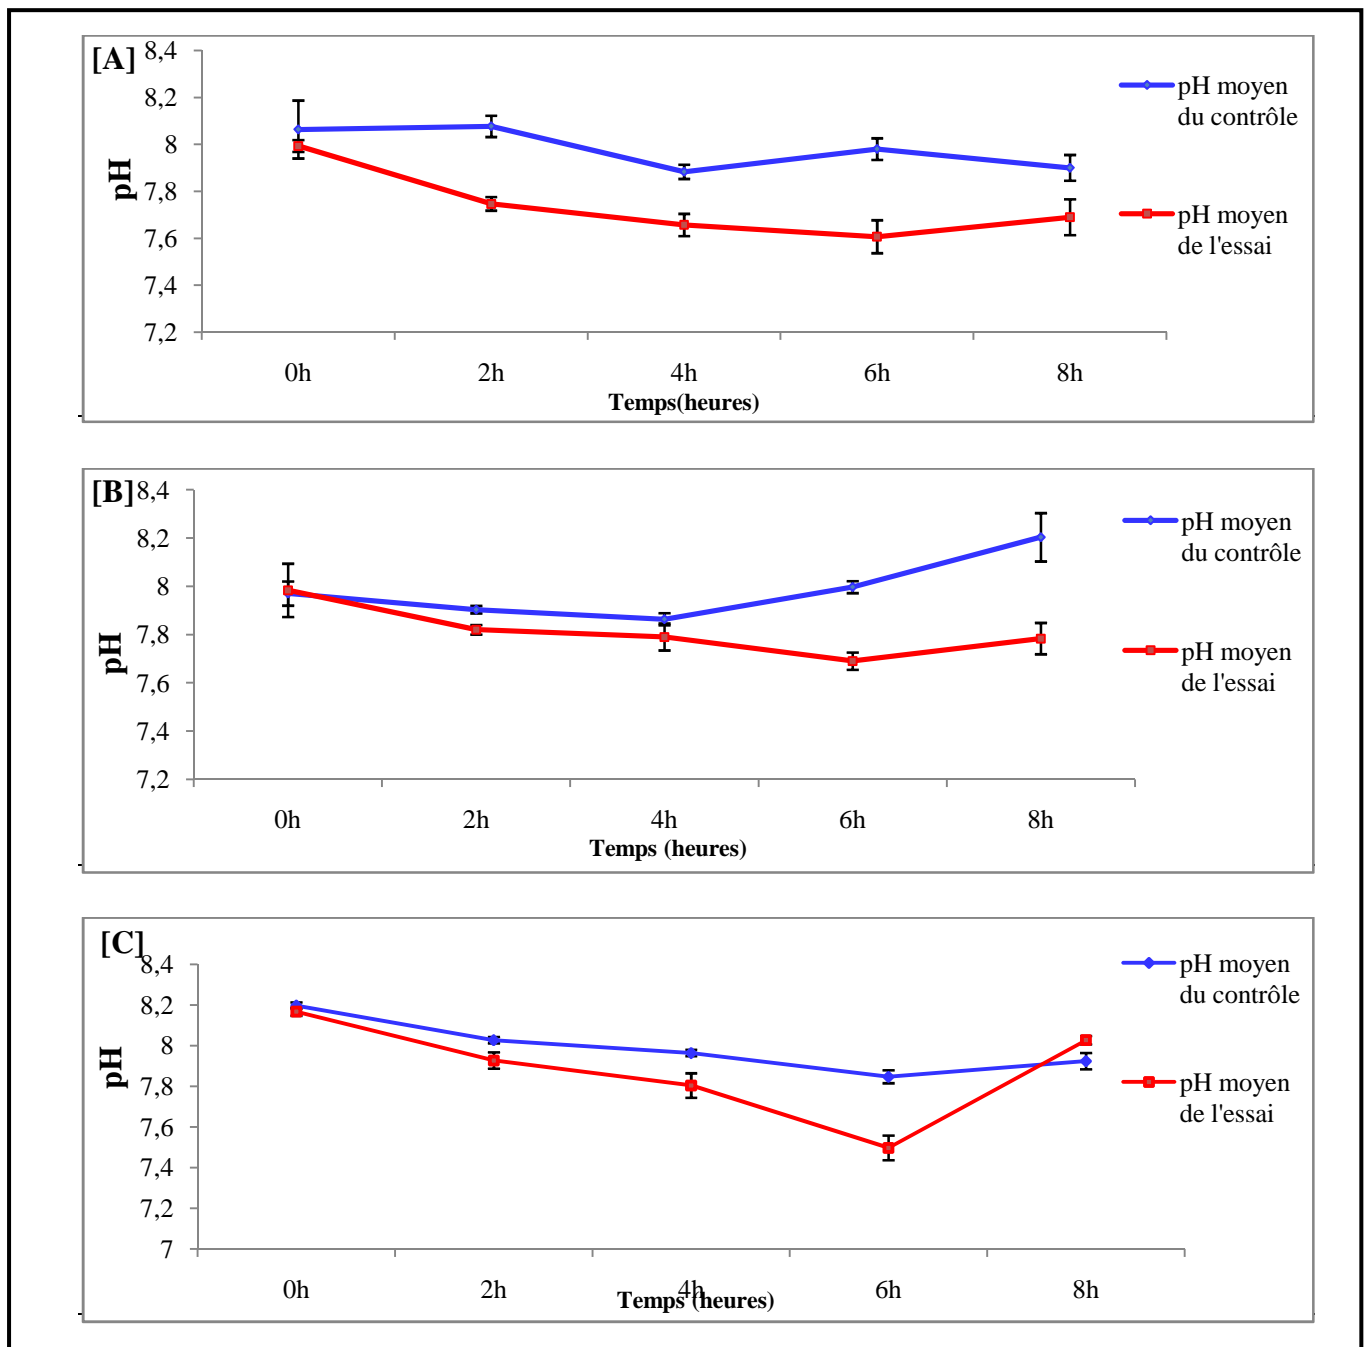 [A]
8,4
8,2
8
7,8
7,6
7,4
7,2
pH
0h 2h 4h 6h 8h
Temps(heures)
pH moyen
du contrôle
pH moyen
de l'essai
[B]
8,4
8,2
8
7,8
7,6
7,4
7,2
pH
0h 2h 4h 6h 8h
Temps (heures)
pH moyen
du contrôle
pH moyen
de l'essai
[C]
8,4
8,2
8
7,8
7,6
7,4
7,2
7
pH
0h 2h 4h 6h 8h
Temps (heures)
pH moyen
du contrôle
pH moyen
de l'essai